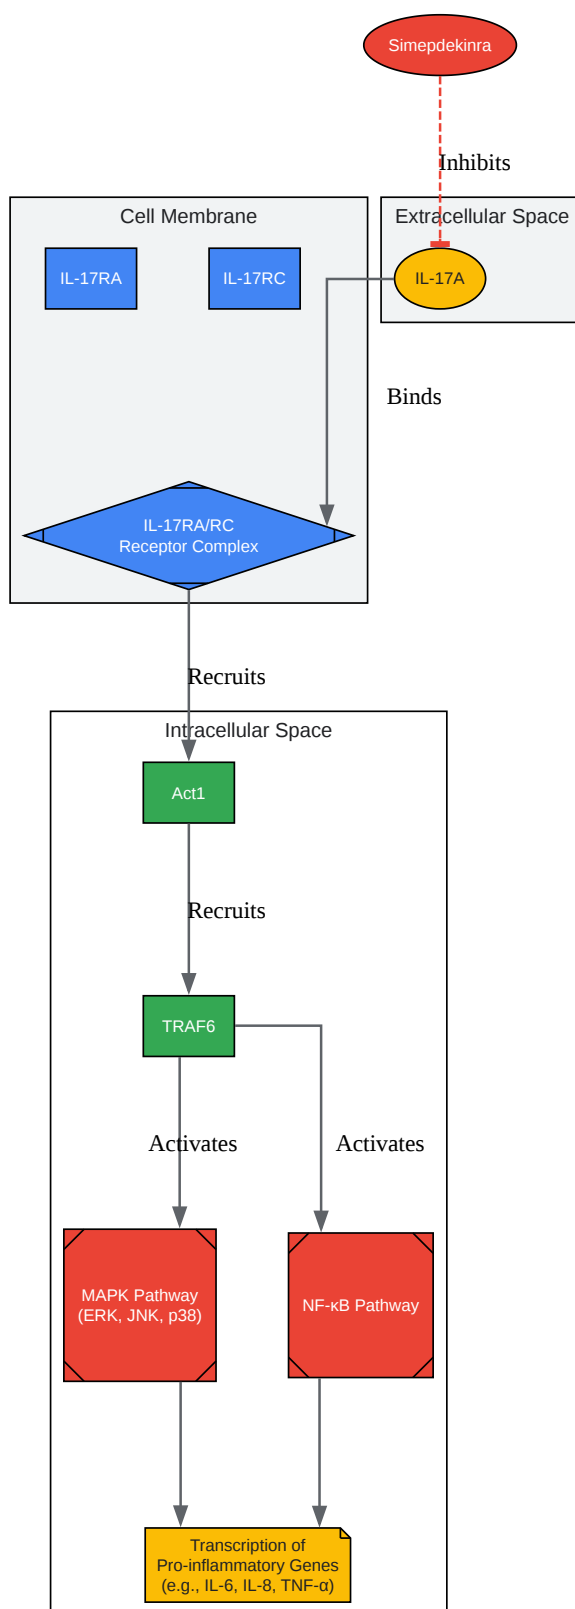 Simepdekinra
Inhibits
Cell Membrane
Extracellular Space
IL-17RA
IL-17RC
IL-17A
Binds
IL-17RA/RC
Receptor Complex
Recruits
Intracellular Space
Act1
Recruits
TRAF6
Activates
Activates
MAPK Pathway
(ERK, JNK, p38)
NF-κB Pathway
Transcription of
Pro-inflammatory Genes
(e.g., IL-6, IL-8, TNF-α)